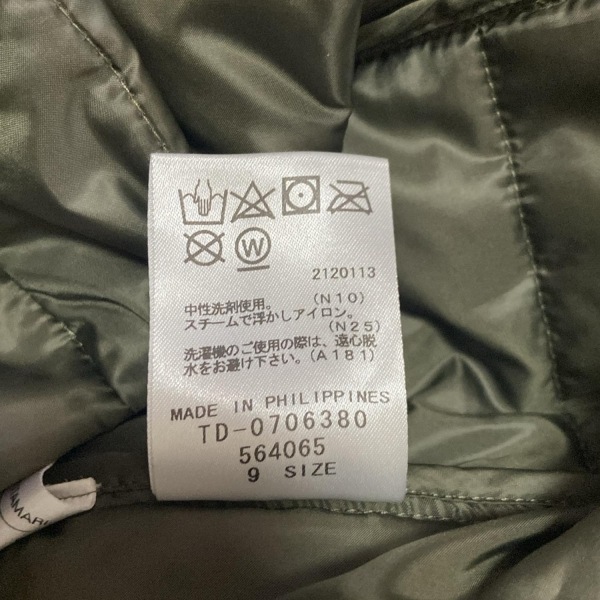 W
2120113
中性洗剤使用。 (N10)
スチームで浮かしアイロン。
(N25)
洗濯機のご使用の際は、遠心脱
水をお避け下さい。(A181)
MADE IN PHILIPPINES
TD-0706380
564065
9 SIZE